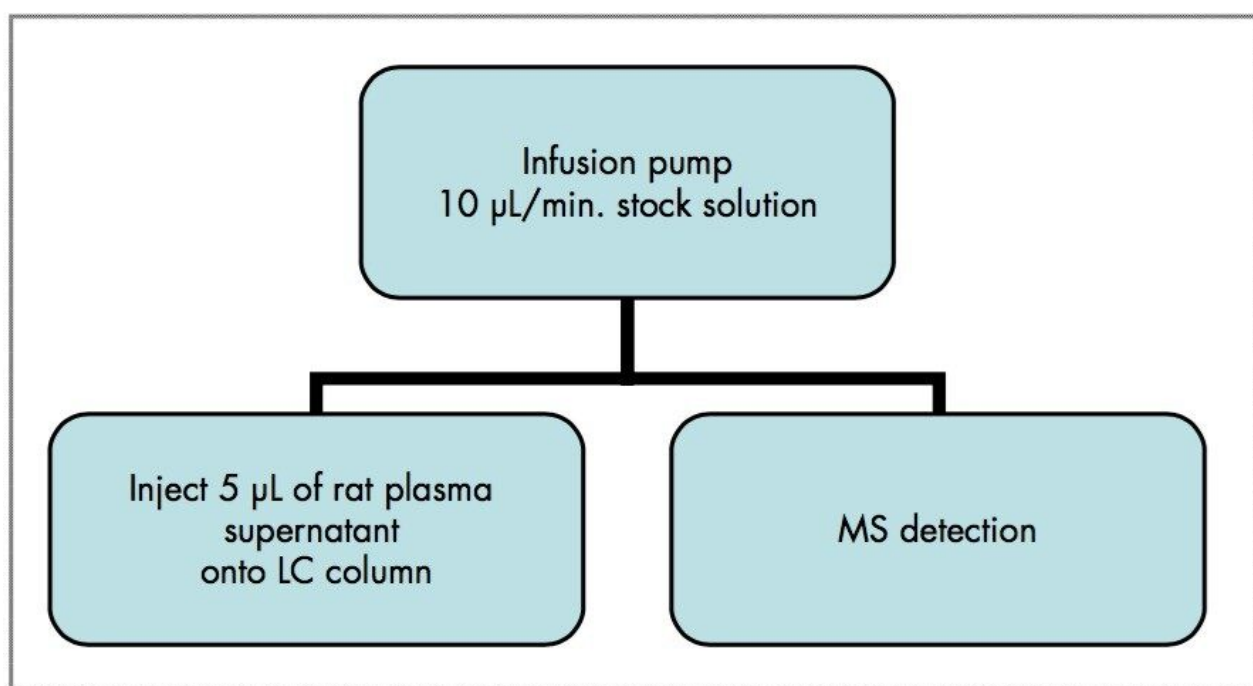 Infusion pump
10 µL/min. stock solution
Inject 5 µL of rat plasma
supernatant
onto LC column
MS detection